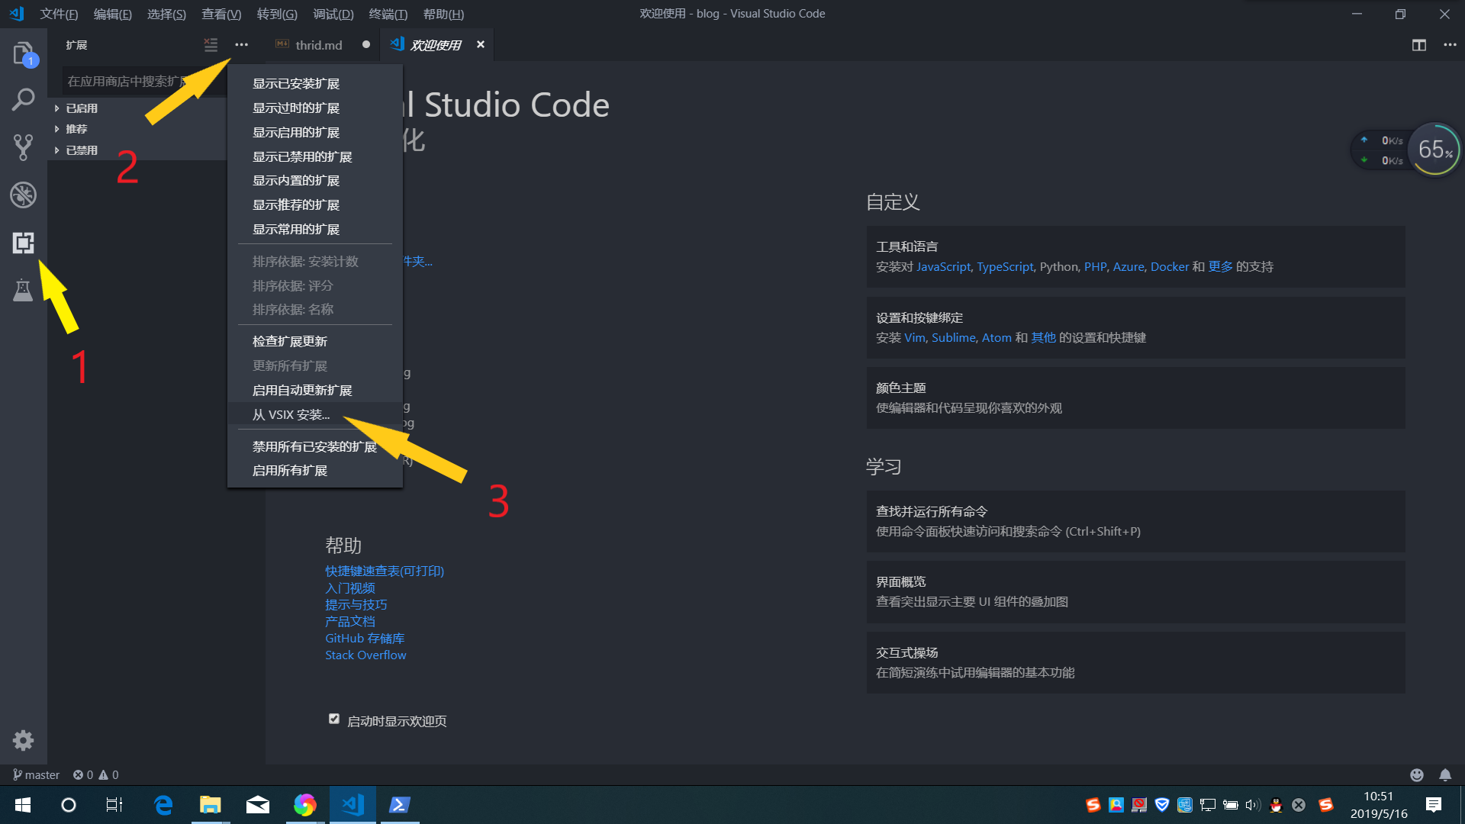 文件(F) 编辑(E) 选择(S) 查看(V) 转到(G) 调试(D) 终端(T) 帮助(H)
欢迎使用 - blog - Visual Studio Code
1
扩展
thrid.md
欢迎使用
在应用商店中搜索扩
已启用
推荐
已禁用
显示已安装扩展
显示过时的扩展
显示启用的扩展
显示已禁用的扩展
显示内置的扩展
显示推荐的扩展
显示常用的扩展
排序依据: 安装计数
排序依据: 评分
排序依据: 名称
检查扩展更新
更新所有扩展
启用自动更新扩展
从 VSIX 安装...
禁用所有已安装的扩展
启用所有扩展
2
1
3
l Studio Code
化
件夹...
g
g
og
R)
0K/s
0K/s
65%
自定义
工具和语言
安装对 JavaScript, TypeScript, Python, PHP, Azure, Docker 和 更多 的支持
设置和按键绑定
安装 Vim, Sublime, Atom 和 其他 的设置和快捷键
颜色主题
使编辑器和代码呈现你喜欢的外观
学习
查找并运行所有命令
使用命令面板快速访问和搜索命令 (Ctrl+Shift+P)
界面概览
查看突出显示主要 UI 组件的叠加图
交互式操场
在简短演练中试用编辑器的基本功能
帮助
快捷键速查表(可打印)
入门视频
提示与技巧
产品文档
GitHub 存储库
Stack Overflow
启动时显示欢迎页
master 0 0
10:51
2019/5/16